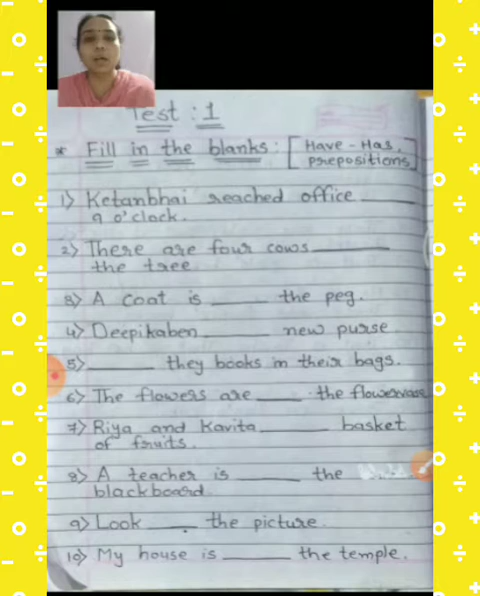 Test : 1
* Fill in the blanks : [Have - Has, prepositions]
1) Ketanbhai reached office ____
9 o'clock.
2) There are four cows ____
the tree
3) A coat is ____ the peg.
4) Deepikaben ____ new purse
5) ____ they books in their bags.
6) The flowers are ____ the flowervase
7) Riya and Kavita ____ basket
of fruits.
8) A teacher is ____ the
blackboard.
9) Look ____ the picture.
10) My house is ____ the temple.